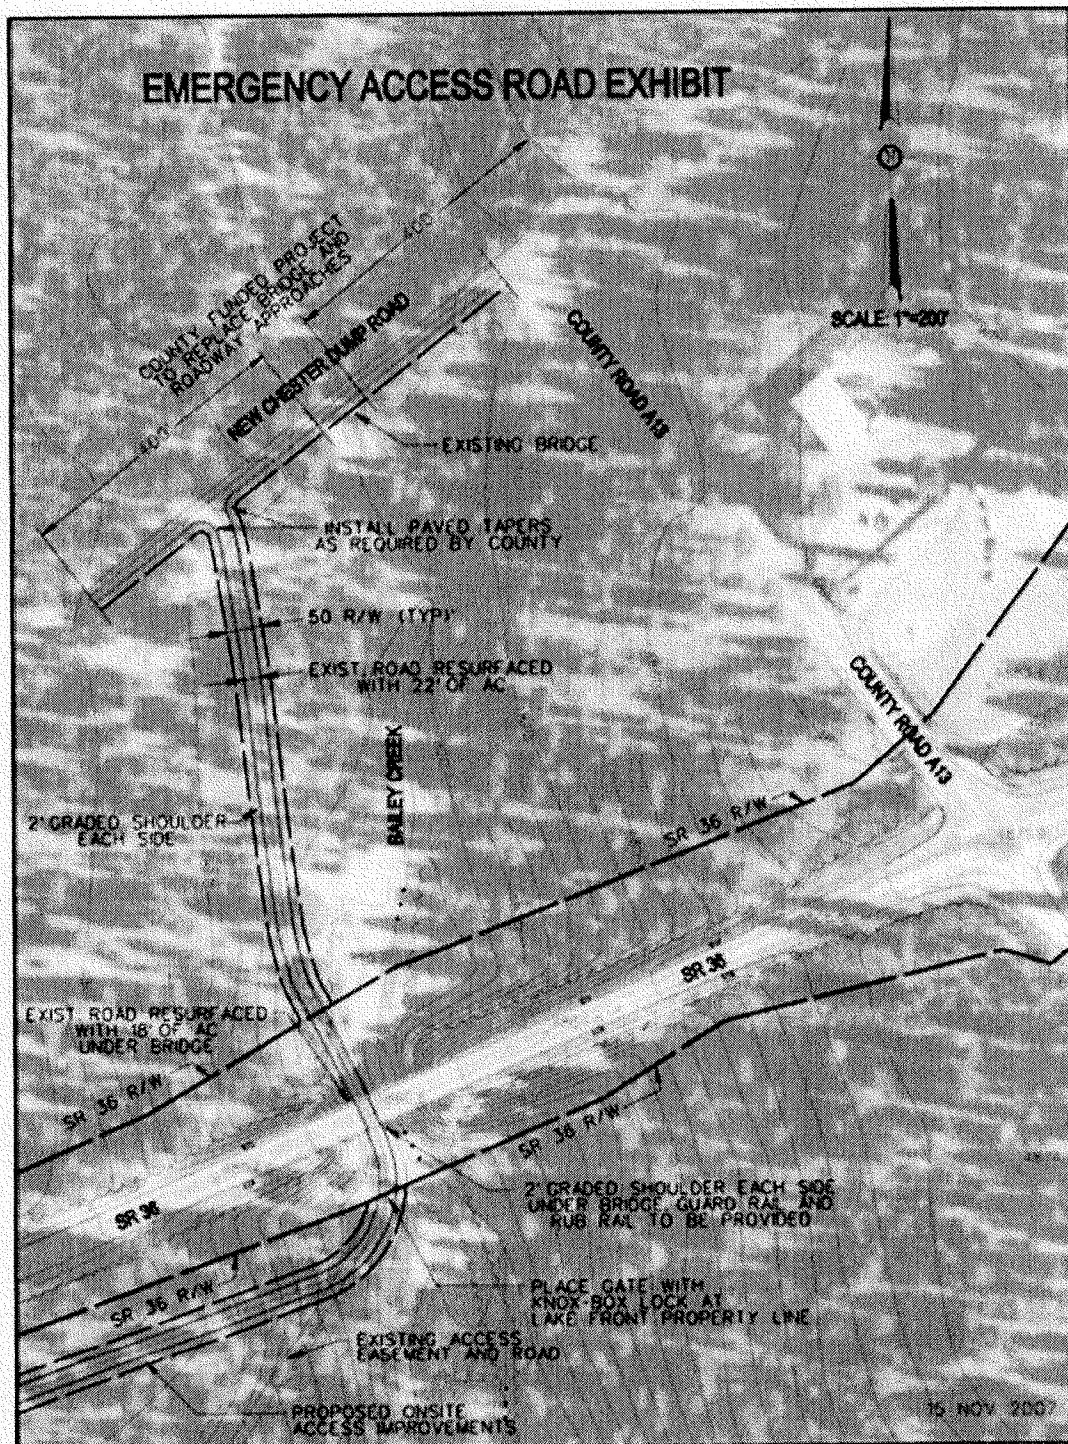 EMERGENCY ACCESS ROAD EXHIBIT
SCALE: 1"=200'
COUNTY FUNDED PROJECT
TO REPLACE BRIDGE AND
ROADWAY APPROACHES
400'
400'
NEW CHESTER DUMP ROAD
COUNTY ROAD A13
EXISTING BRIDGE
INSTALL PAVED TAPERS
AS REQUIRED BY COUNTY
50 R/W (TYP)
EXIST. ROAD RESURFACED
WITH 22' OF AC
COUNTY ROAD A13
BAILEY CREEK
SR 36 R/W
2' GRADED SHOULDER
EACH SIDE
SR 36
EXIST. ROAD RESURFACED
WITH 18' OF AC
UNDER BRIDGE
SR 36 R/W
SR 36 R/W
2' GRADED SHOULDER EACH SIDE
UNDER BRIDGE GUARD RAIL AND
RUB RAIL TO BE PROVIDED
SR 36
SR 36 R/W
PLACE GATE WITH
KNOX-BOX LOCK AT
LAKE FRONT PROPERTY LINE
EXISTING ACCESS
EASEMENT AND ROAD
PROPOSED ONSITE
ACCESS IMPROVEMENTS
15 NOV 2007